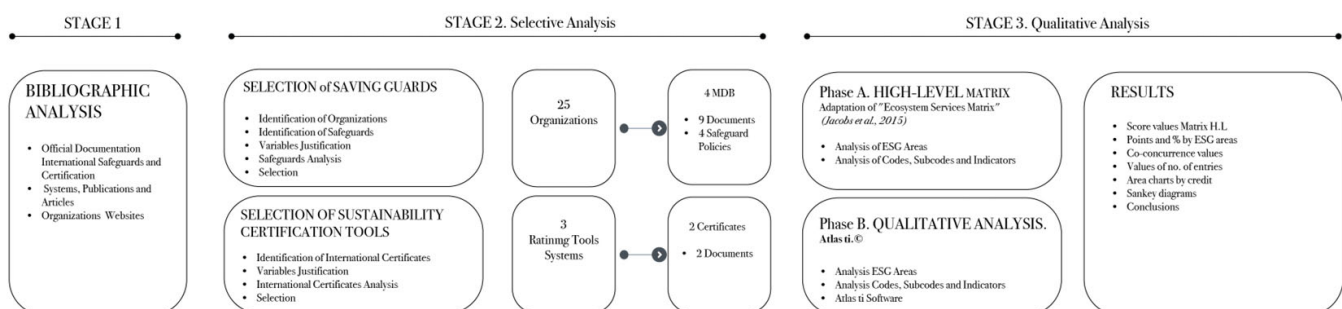 STAGE 1
BIBLIOGRAPHIC
ANALYSIS
• Official Documentation
International Safeguards and
Certification
• Systems, Publications and
Articles
• Organizations Websites
STAGE 2. Selective Analysis
SELECTION of SAVING GUARDS
• Identification of Organizations
• Identification of Safeguards
• Variables Justification
• Safeguards Analysis
• Selection
25
Organizations
4 MDB
• 9 Documents
• 4 Safeguard
Policies
SELECTION OF SUSTAINABILITY
CERTIFICATION TOOLS
• Identification of International Certificates
• Variables Justification
• International Certificates Analysis
• Selection
3
Ratinmg Tools
Systems
2 Certificates
• 2 Documents
STAGE 3. Qualitative Analysis
Phase A. HIGH-LEVEL MATRIX
Adaptation of "Ecosystem Services Matrix"
(Jacobs et al., 2015)
• Analysis of ESG Areas
• Analysis of Codes, Subcodes and Indicators
Phase B. QUALITATIVE ANALYSIS.
Atlas ti.©
• Analysis ESG Areas
• Analysis Codes, Subcodes and Indicators
• Atlas ti Software
RESULTS
• Score values Matrix H.L
• Points and % by ESG areas
• Co-concurrence values
• Values of no. of entries
• Area charts by credit
• Sankey diagrams
• Conclusions